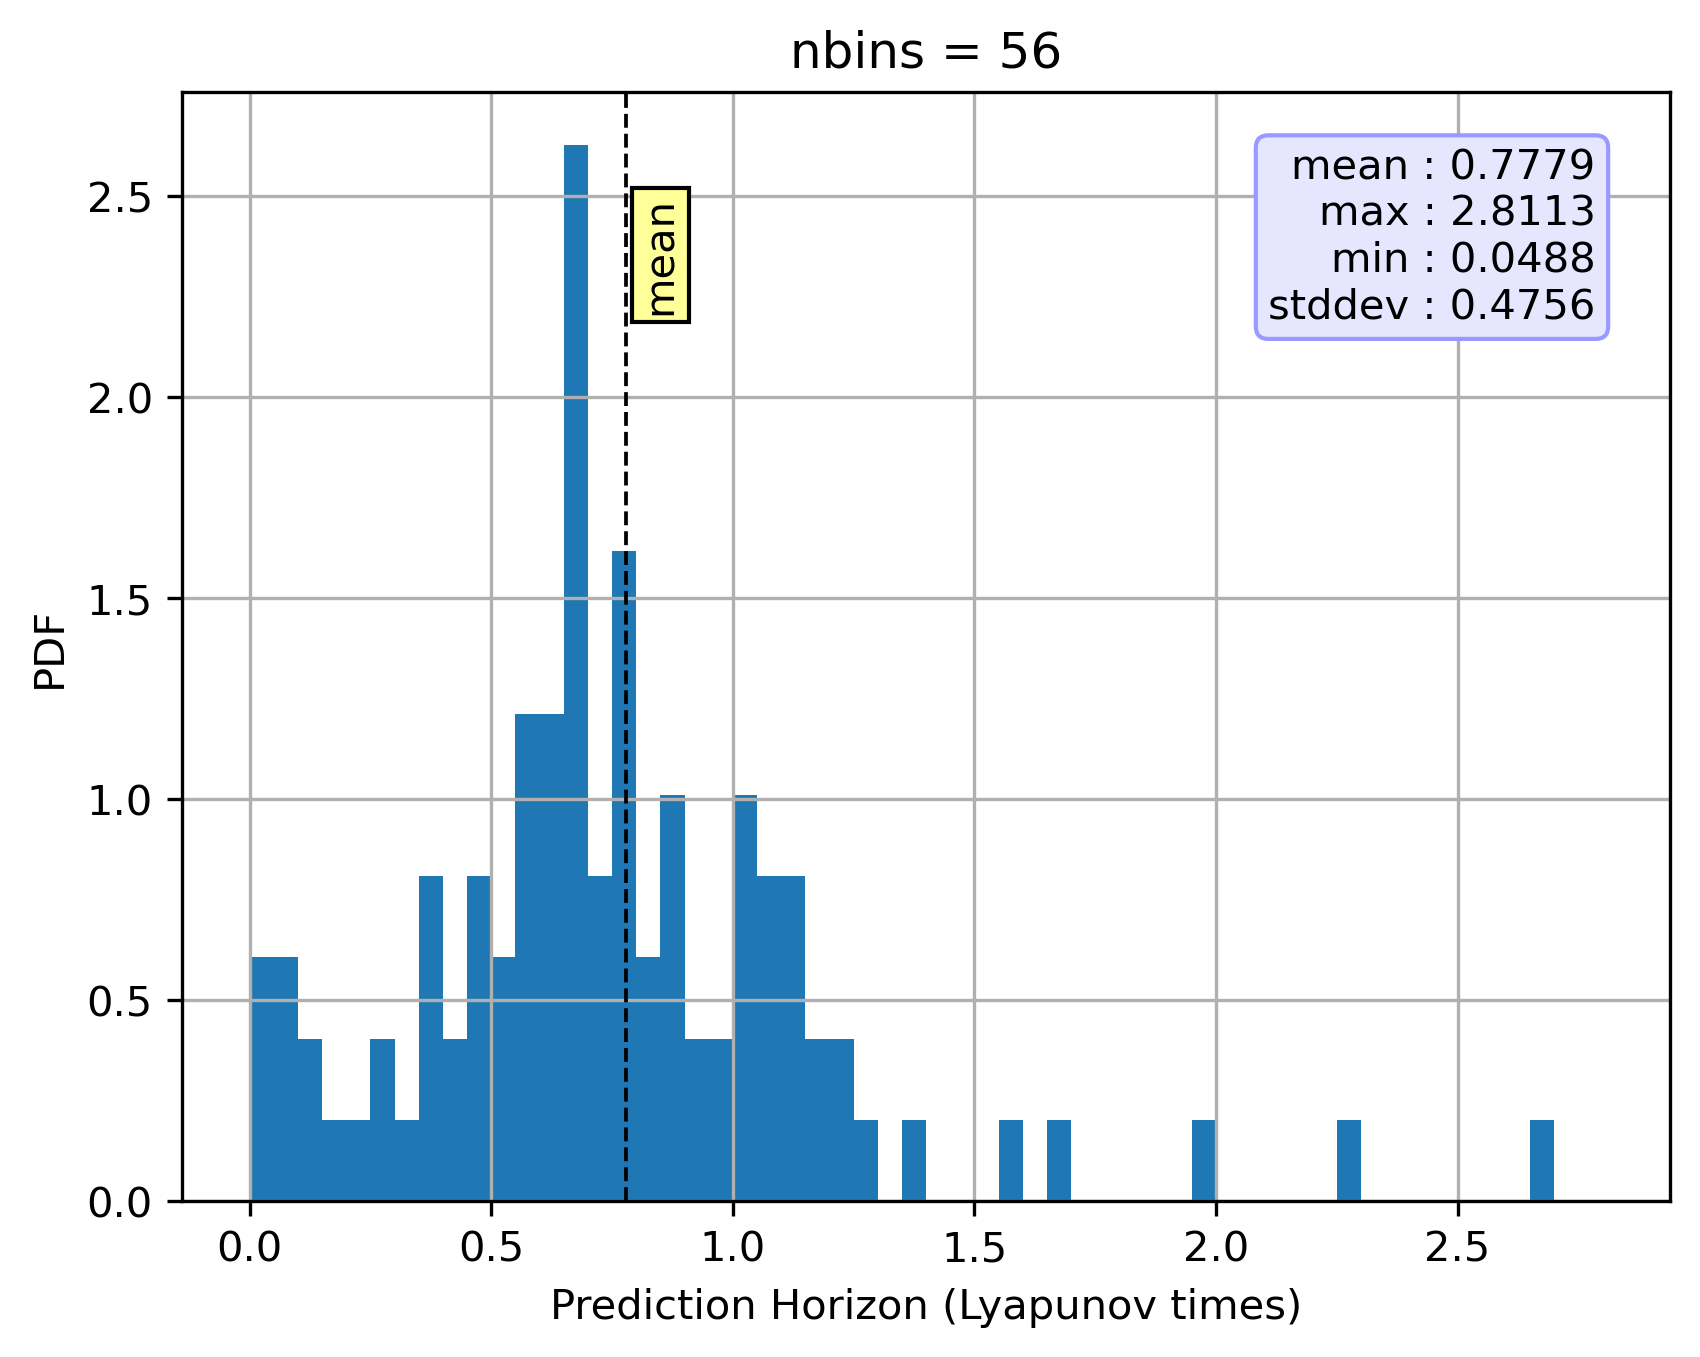 nbins = 56
mean : 0.7779
max : 2.8113
min : 0.0488
stddev : 0.4756
mean
PDF
2.5
2.0
1.5
1.0
0.5
0.0
0.0 0.5 1.0 1.5 2.0 2.5
Prediction Horizon (Lyapunov times)